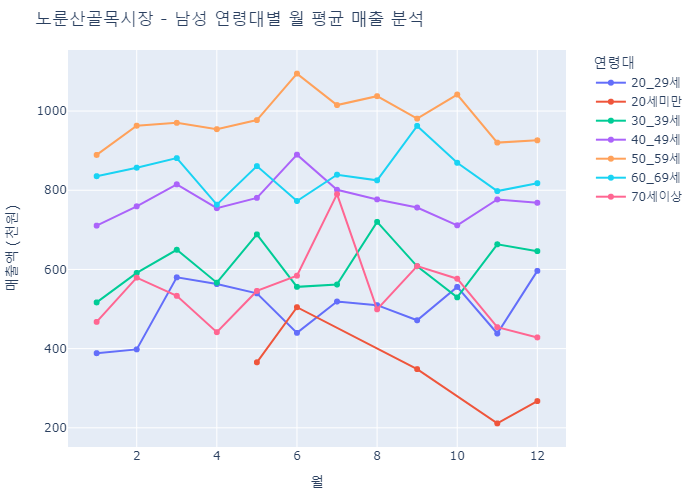 노룬산골목시장 - 남성 연령대별 월 평균 매출 분석
연령대
20_29세
20세미만
30_39세
40_49세
50_59세
60_69세
70세이상
매출액 (천원)
1000
800
600
400
200
2 4 6 8 10 12
월